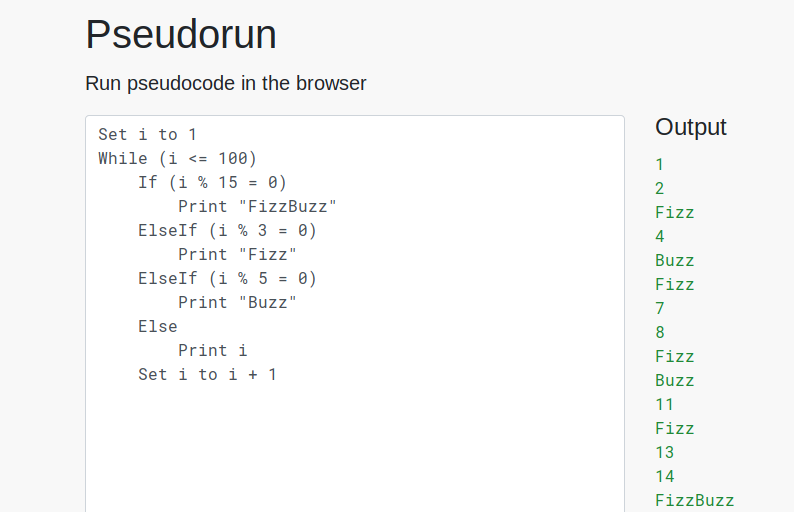 Pseudorun
Run pseudocode in the browser
Set i to 1
While (i <= 100)
    If (i % 15 = 0)
        Print "FizzBuzz"
    ElseIf (i % 3 = 0)
        Print "Fizz"
    ElseIf (i % 5 = 0)
        Print "Buzz"
    Else
        Print i
    Set i to i + 1
Output
1
2
Fizz
4
Buzz
Fizz
7
8
Fizz
Buzz
11
Fizz
13
14
FizzBuzz